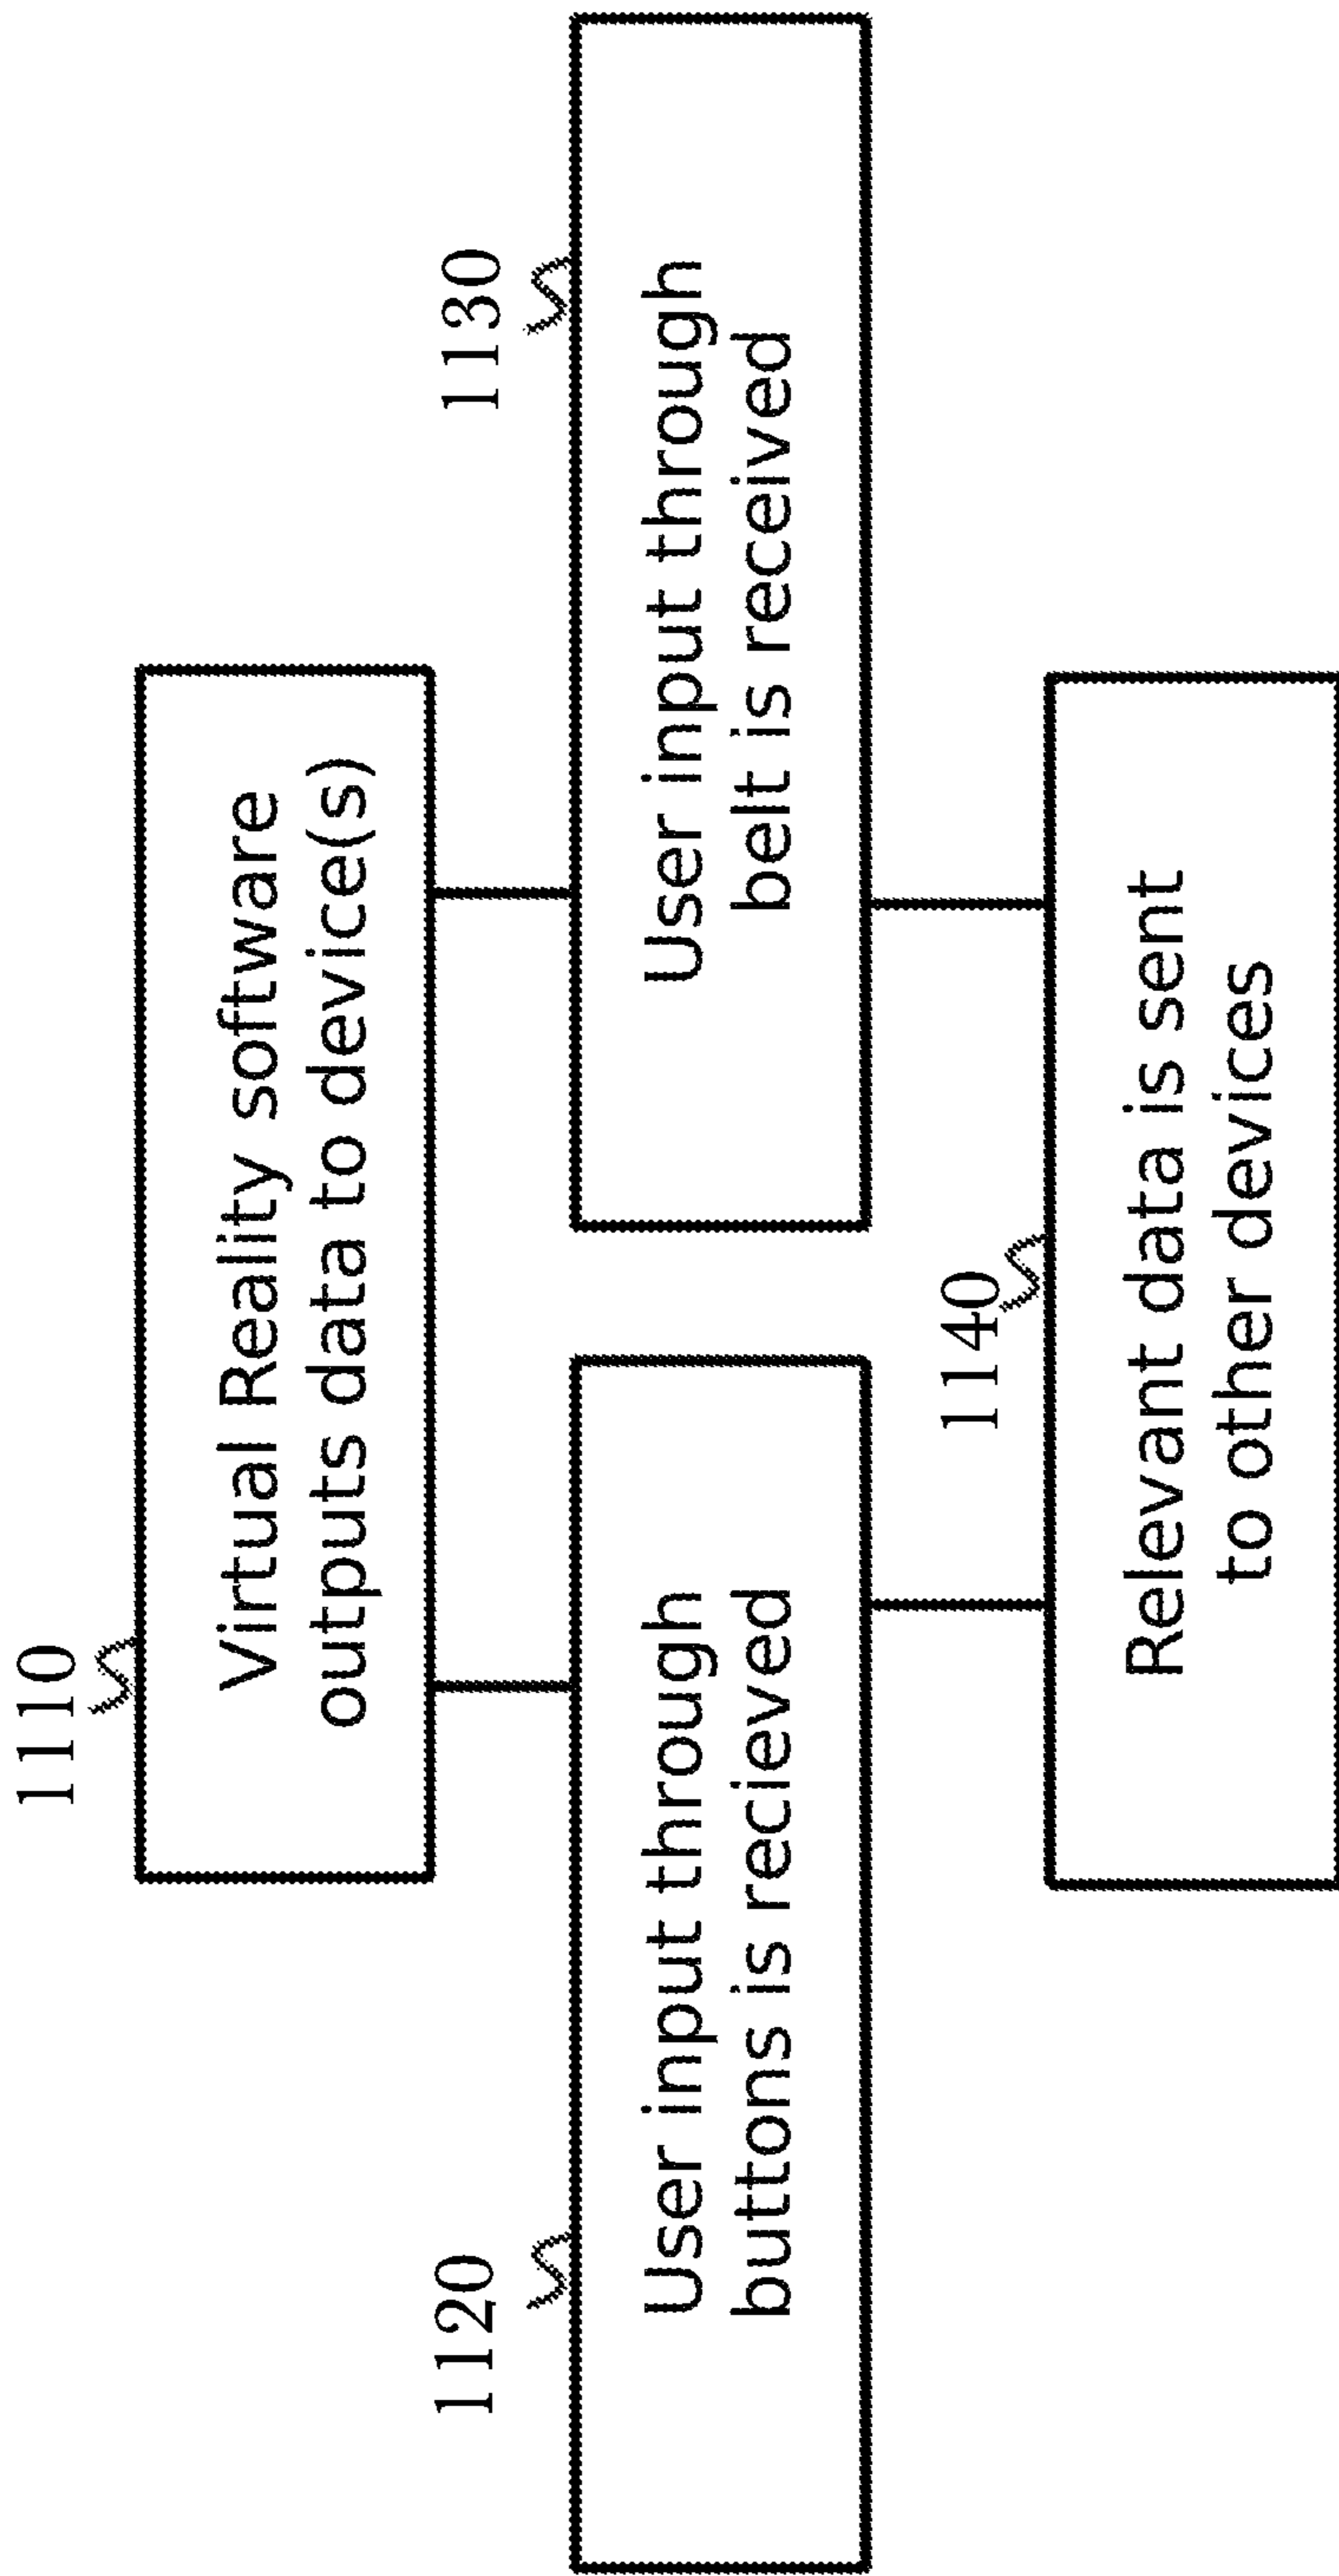 1110
Virtual Reality software
outputs data to device(s)
1120
User input through
buttons is recieved
1130
User input through
belt is received
1140
Relevant data is sent
to other devices